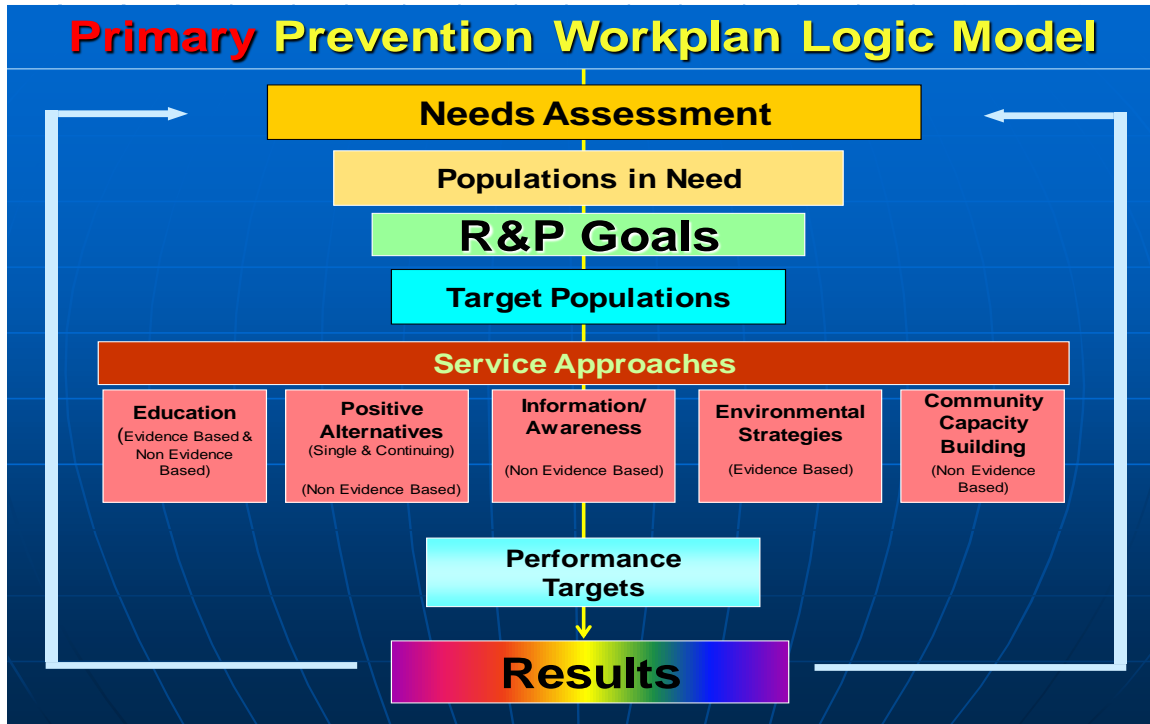 Primary Prevention Workplan Logic Model
Needs Assessment
Populations in Need
R&P Goals
Target Populations
Service Approaches
Education
(Evidence Based &
Non Evidence
Based)
Positive
Alternatives
(Single & Continuing)
(Non Evidence Based)
Information/
Awareness
(Non Evidence Based)
Environmental
Strategies
(Evidence Based)
Community
Capacity
Building
(Non Evidence
Based)
Performance
Targets
Results